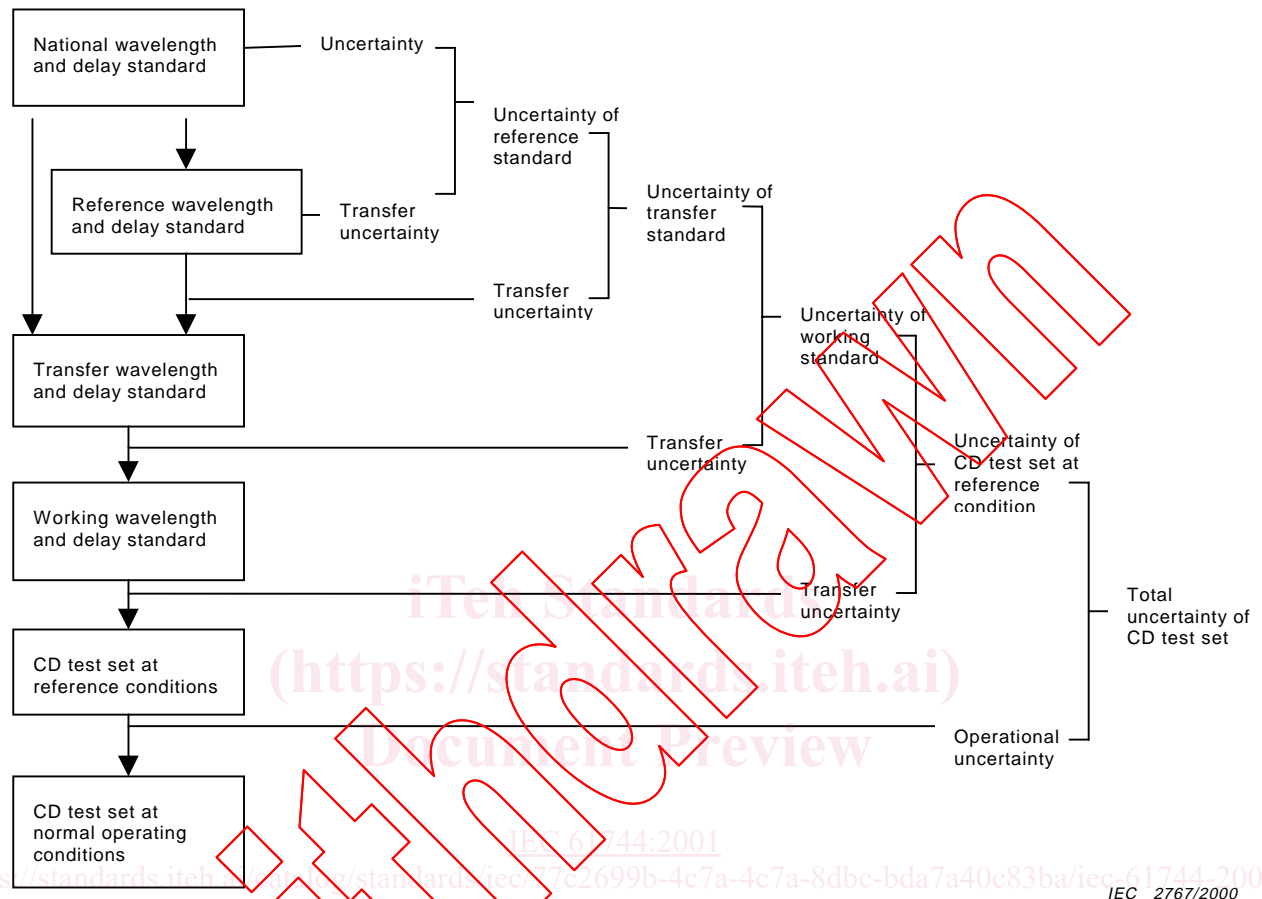 National wavelength
and delay standard
Uncertainty
Uncertainty of
reference
standard
Reference wavelength
and delay standard
Transfer
uncertainty
Uncertainty of
transfer
standard
Transfer
uncertainty
Uncertainty of
working
standard
Transfer wavelength
and delay standard
Transfer
uncertainty
Uncertainty of
CD test set at
reference
condition
Working wavelength
and delay standard
Transfer
uncertainty
Total
uncertainty of
CD test set
CD test set at
reference conditions
Operational
uncertainty
CD test set at
normal operating
conditions
iTeh Standards
(https://standards.iteh.ai)
Document Preview
IEC 61744:2001
IEC 2767/2000